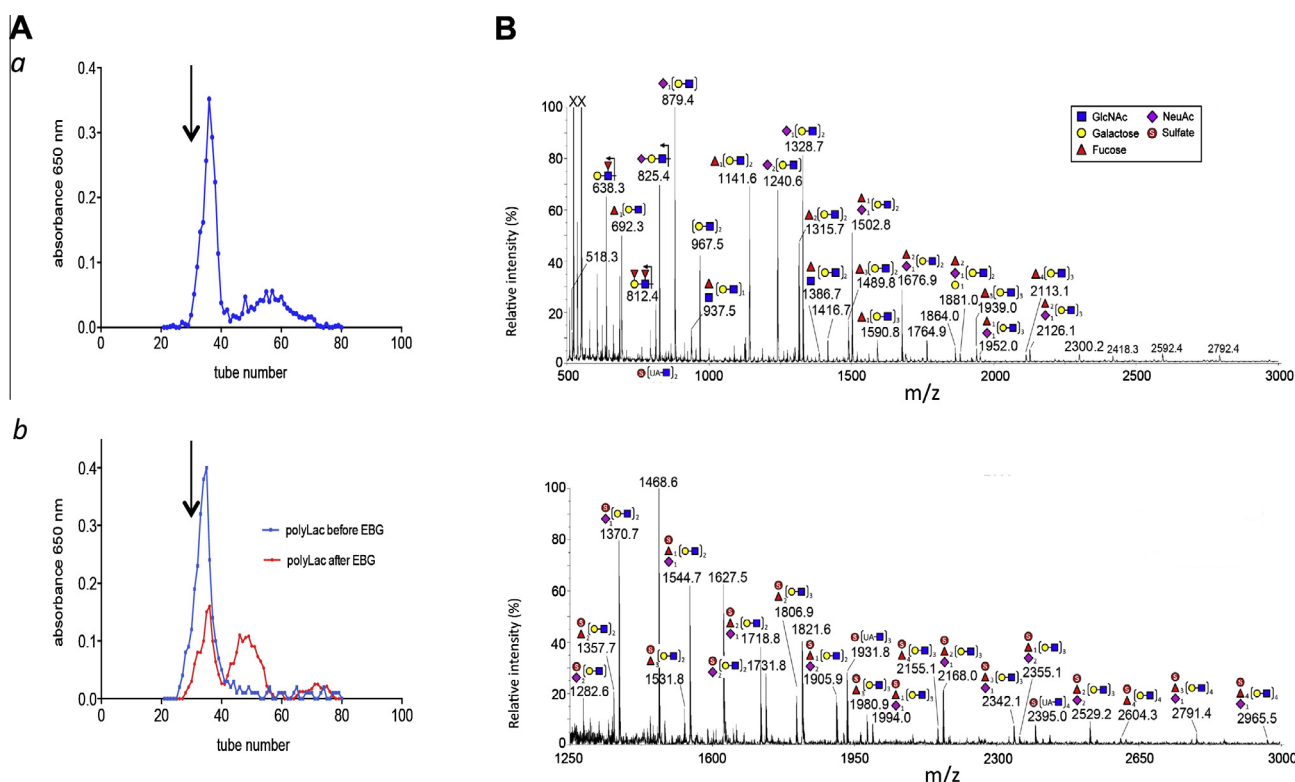 A
a
absorbance 650 nm
0.4
0.3
0.2
0.1
0.0
0 20 40 60 80 100
tube number
b
absorbance 650 nm
0.4
0.3
0.2
0.1
0.0
polyLac before EBG
polyLac after EBG
0 20 40 60 80 100
tube number
B
Relative intensity (%)
100
80
60
40
20
0
XX
518.3
638.3
692.3
825.4
812.4
879.4
967.5
937.5
1141.6
1240.6
1328.7
1315.7
1386.7
1416.7
1502.8
1489.8
1590.8
1676.9
1764.9
1864.0
1881.0
1939.0
1952.0
2113.1
2126.1
2300.2
2418.3
2592.4
2792.4
GlcNAc
Galactose
Fucose
NeuAc
S Sulfate
S [UA ]2
500 1000 1500 2000 2500 3000
m/z
Relative intensity (%)
100
80
60
40
20
0
1282.6
1357.7
1370.7
1468.6
1531.8
1544.7
1627.5
1718.8
1731.8
1806.9
1821.6
1905.9
S [UA ]3
1931.8
1980.9
1994.0
2155.1
2168.0
2342.1
2355.1
S [UA ]4
2395.0
2529.2
2604.3
2791.4
2965.5
1250 1600 1950 2300 2650 3000
m/z